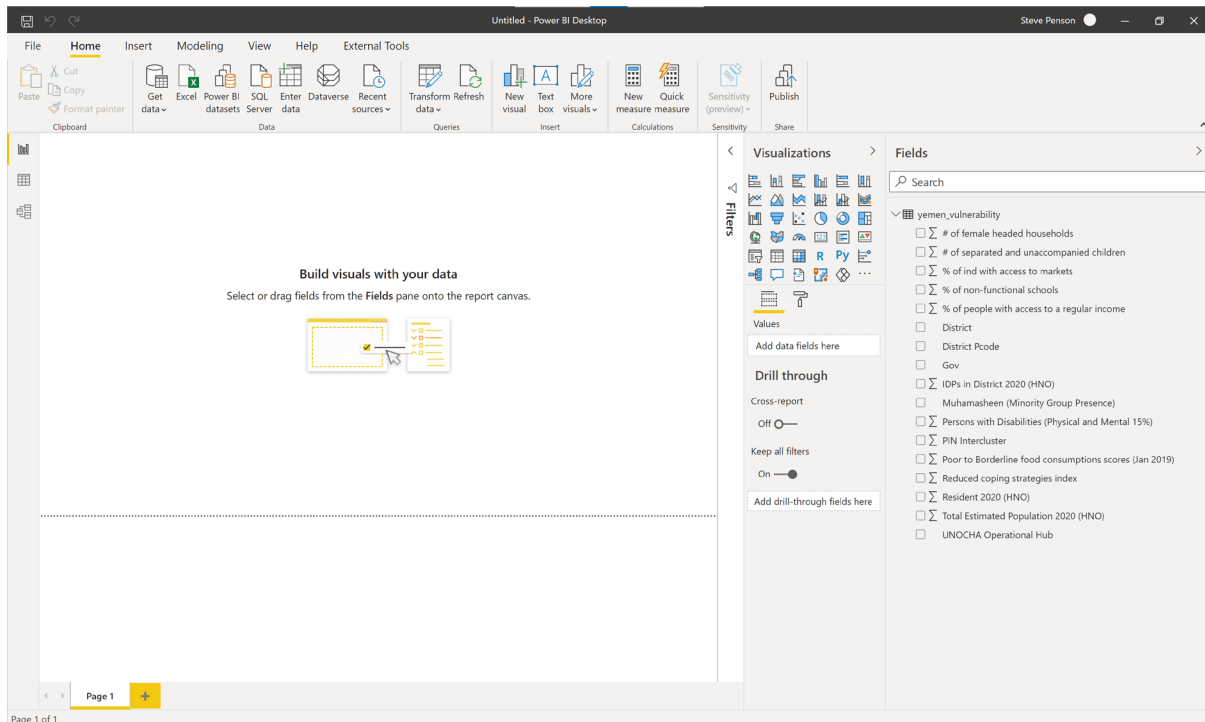 Untitled - Power BI Desktop
Steve Penson
File Home Insert Modeling View Help External Tools
Paste
Cut
Copy
Format painter
Get data
Excel
Power BI datasets
SQL Server
Enter data
Dataverse
Recent sources
Transform data
Refresh
New visual
Text box
More visuals
New measure
Quick measure
Sensitivity (preview)
Publish
Clipboard
Data
Queries
Insert
Calculations
Sensitivity
Share
Build visuals with your data
Select or drag fields from the Fields pane onto the report canvas.
Filters
Visualizations
R
Py
Values
Add data fields here
Drill through
Cross-report
Off
Keep all filters
On
Add drill-through fields here
Fields
Search
yemen_vulnerability
# of female headed households
# of separated and unaccompanied children
% of ind with access to markets
% of non-functional schools
% of people with access to a regular income
District
District Pcode
Gov
IDPs in District 2020 (HNO)
Muhamasheen (Minority Group Presence)
Persons with Disabilities (Physical and Mental 15%)
PIN Intercluster
Poor to Borderline food consumptions scores (Jan 2019)
Reduced coping strategies index
Resident 2020 (HNO)
Total Estimated Population 2020 (HNO)
UNOCHA Operational Hub
Page 1
Page 1 of 1